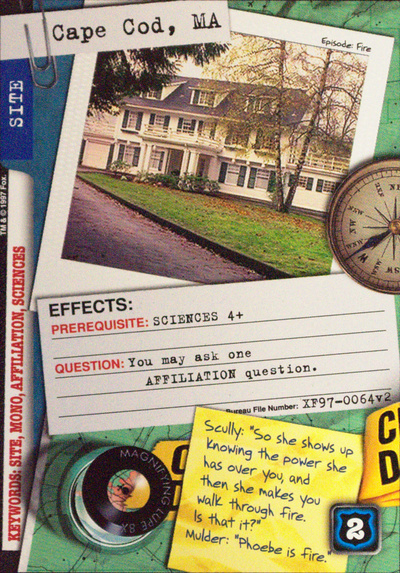 Cape Cod, MA
Episode: Fire
SITE
TM & © 1997 Fox.
KEYWORDS: SITE, MONO, AFFILIATION, SCIENCES
EFFECTS:
PREREQUISITE: SCIENCES 4+
QUESTION: You may ask one
AFFILIATION question.
Bureau File Number: XF97-0064v2
Scully: "So she shows up
knowing the power she
has over you, and
then she makes you
walk through fire.
Is that it?"
Mulder: "Phoebe is fire."
2
MAGNIFYING LUPE 8X